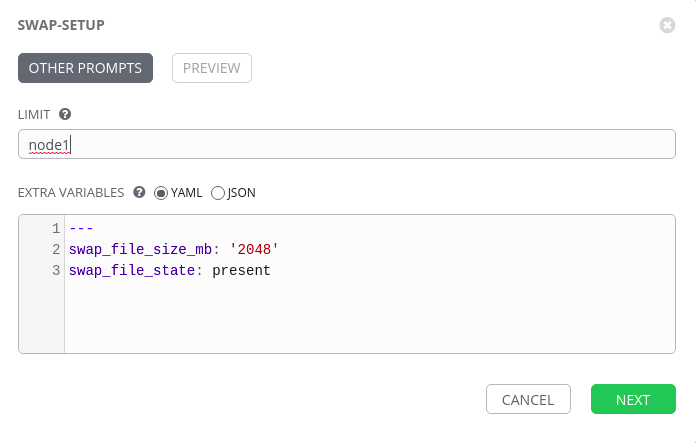 SWAP-SETUP
OTHER PROMPTS PREVIEW
LIMIT ?
node1
EXTRA VARIABLES ? YAML JSON
1 ---
2 swap_file_size_mb: '2048'
3 swap_file_state: present
CANCEL NEXT